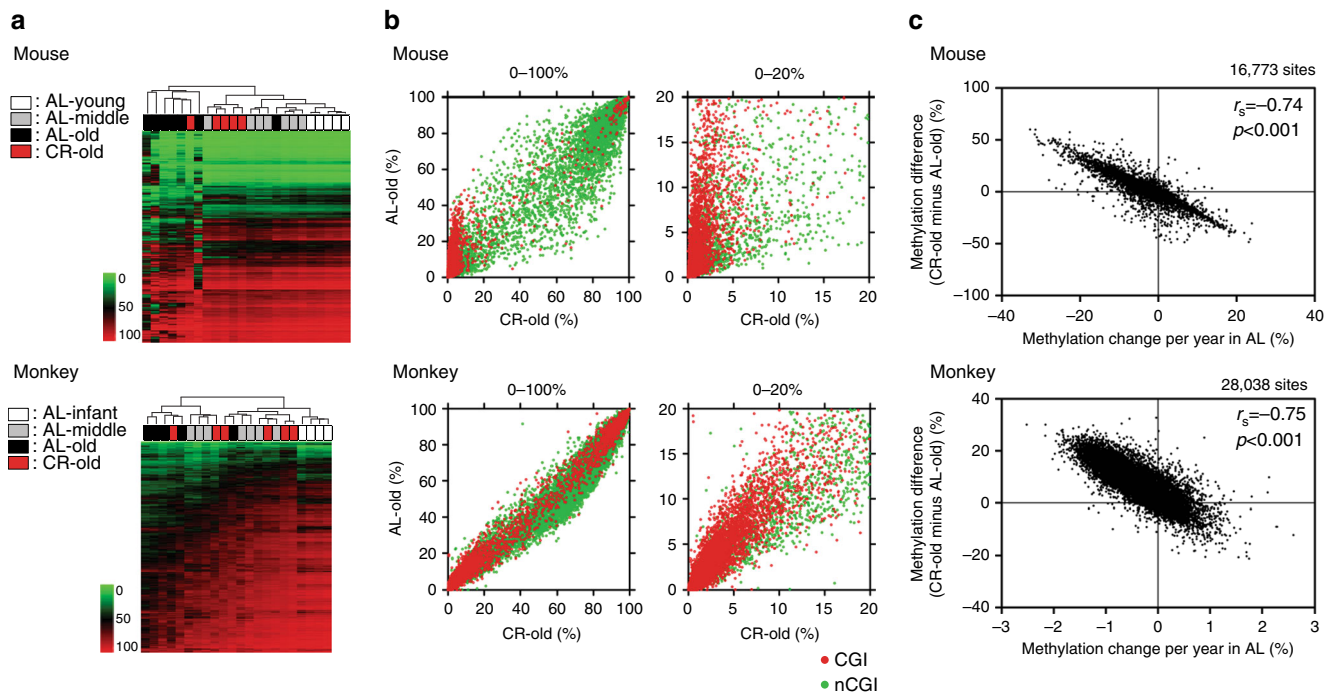 a
Mouse
: AL-young
: AL-middle
: AL-old
: CR-old
0
50
100
Monkey
: AL-infant
: AL-middle
: AL-old
: CR-old
0
50
100
b
Mouse
0–100%
100
80
60
40
20
0
AL-old (%)
0 20 40 60 80 100
CR-old (%)
0–20%
20
15
10
5
0
0 5 10 15 20
CR-old (%)
Monkey
0–100%
100
80
60
40
20
0
AL-old (%)
0 20 40 60 80 100
CR-old (%)
0–20%
20
15
10
5
0
0 5 10 15 20
CR-old (%)
CGI
nCGI
c
Mouse
16,773 sites
rs=–0.74
p<0.001
100
50
0
–50
–100
Methylation difference
(CR-old minus AL-old) (%)
–40 –20 0 20 40
Methylation change per year in AL (%)
Monkey
28,038 sites
rs=–0.75
p<0.001
40
20
0
–20
–40
Methylation difference
(CR-old minus AL-old) (%)
–3 –2 –1 0 1 2 3
Methylation change per year in AL (%)